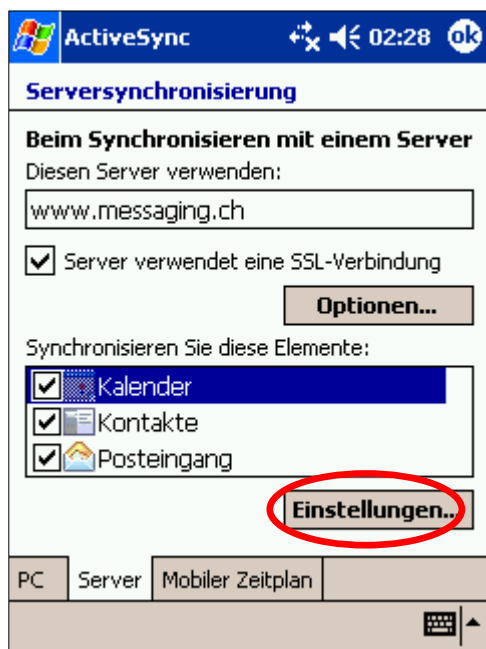 ActiveSync 02:28 ok
Serversynchronisierung
Beim Synchronisieren mit einem Server
Diesen Server verwenden:
www.messaging.ch
Server verwendet eine SSL-Verbindung
Optionen...
Synchronisieren Sie diese Elemente:
Kalender
Kontakte
Posteingang
Einstellungen...
PC Server Mobiler Zeitplan